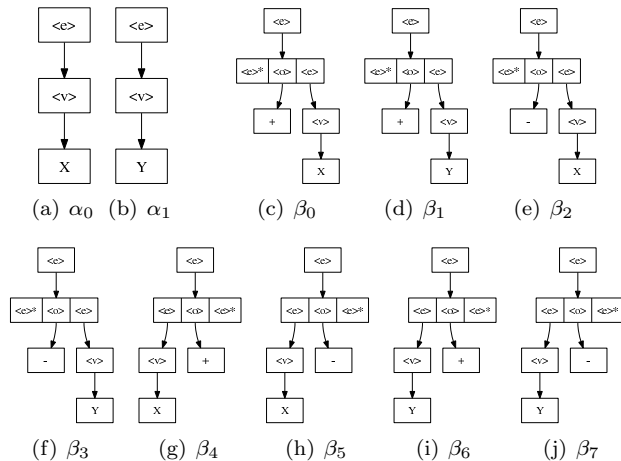 <e> <e> <e> <e> <e>
<e>* <o> <e> <e>* <o> <e> <e>* <o> <e>
<v> <v>
+ <v> + <v> - <v>
X Y X Y X
(a) α₀ (b) α₁ (c) β₀ (d) β₁ (e) β₂
<e> <e> <e> <e> <e>
<e>* <o> <e> <e> <o> <e>* <e> <o> <e>* <e> <o> <e>* <e> <o> <e>*
- <v> <v> + <v> - <v> + <v> -
Y X X Y Y
(f) β₃ (g) β₄ (h) β₅ (i) β₆ (j) β₇